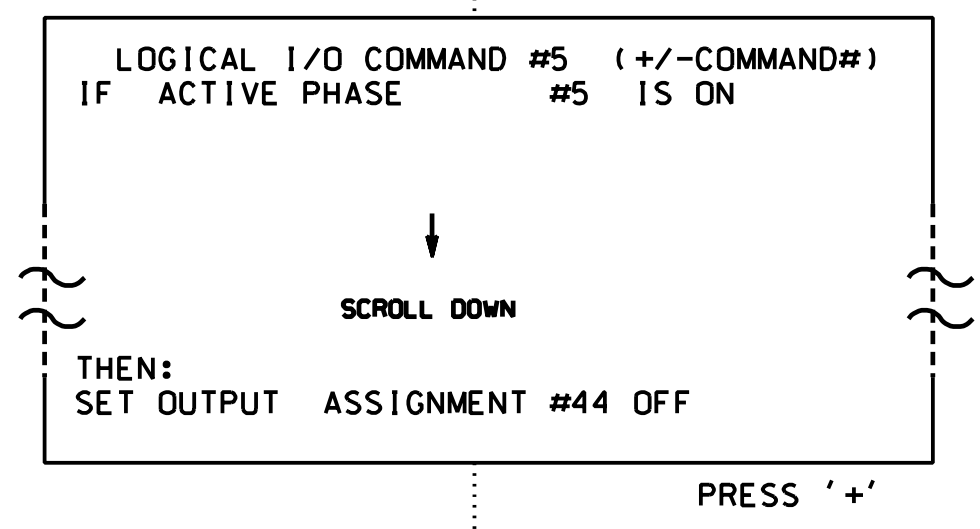 LOGICAL I/O COMMAND #5 (+/-COMMAND#)
IF ACTIVE PHASE #5 IS ON
SCROLL DOWN
THEN:
SET OUTPUT ASSIGNMENT #44 OFF
PRESS '+'